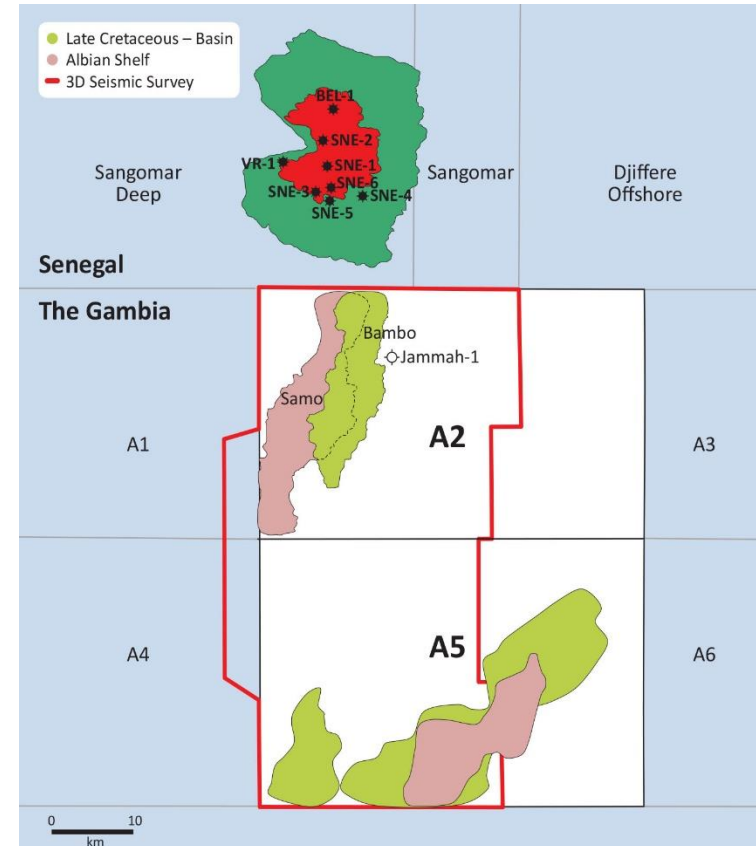 Late Cretaceous – Basin
Albian Shelf
3D Seismic Survey
BEL-1
SNE-2
VR-1
SNE-1
SNE-6
SNE-3
SNE-4
SNE-5
Sangomar
Deep
Sangomar
Djiffere
Offshore
Senegal
The Gambia
Bambo
Jammah-1
Samo
A1
A2
A3
A4
A5
A6
0 10
km